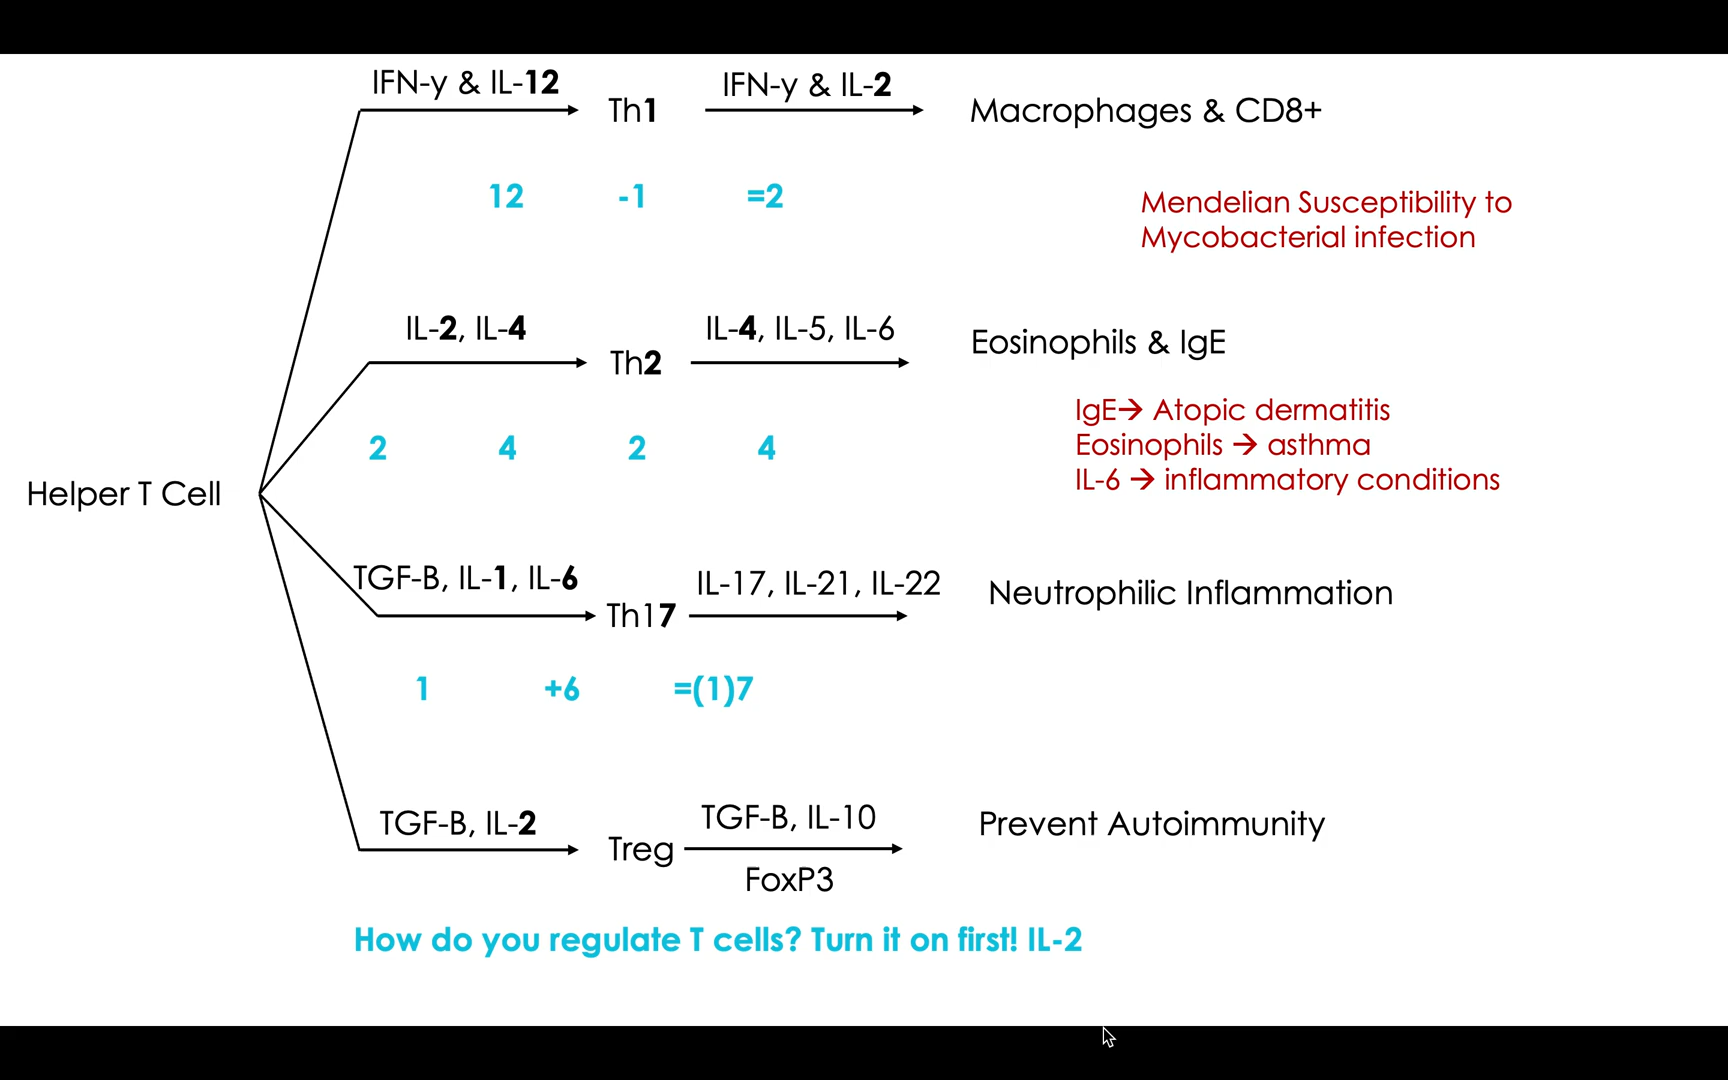 IFN-y & IL-12
Th1
IFN-y & IL-2
Macrophages & CD8+
12 -1 =2
Mendelian Susceptibility to
Mycobacterial infection
IL-2, IL-4
Th2
IL-4, IL-5, IL-6
Eosinophils & IgE
2 4 2 4
IgE→ Atopic dermatitis
Eosinophils → asthma
IL-6 → inflammatory conditions
Helper T Cell
TGF-B, IL-1, IL-6
Th17
IL-17, IL-21, IL-22
Neutrophilic Inflammation
1 +6 =(1)7
TGF-B, IL-2
Treg
TGF-B, IL-10
FoxP3
Prevent Autoimmunity
How do you regulate T cells? Turn it on first! IL-2